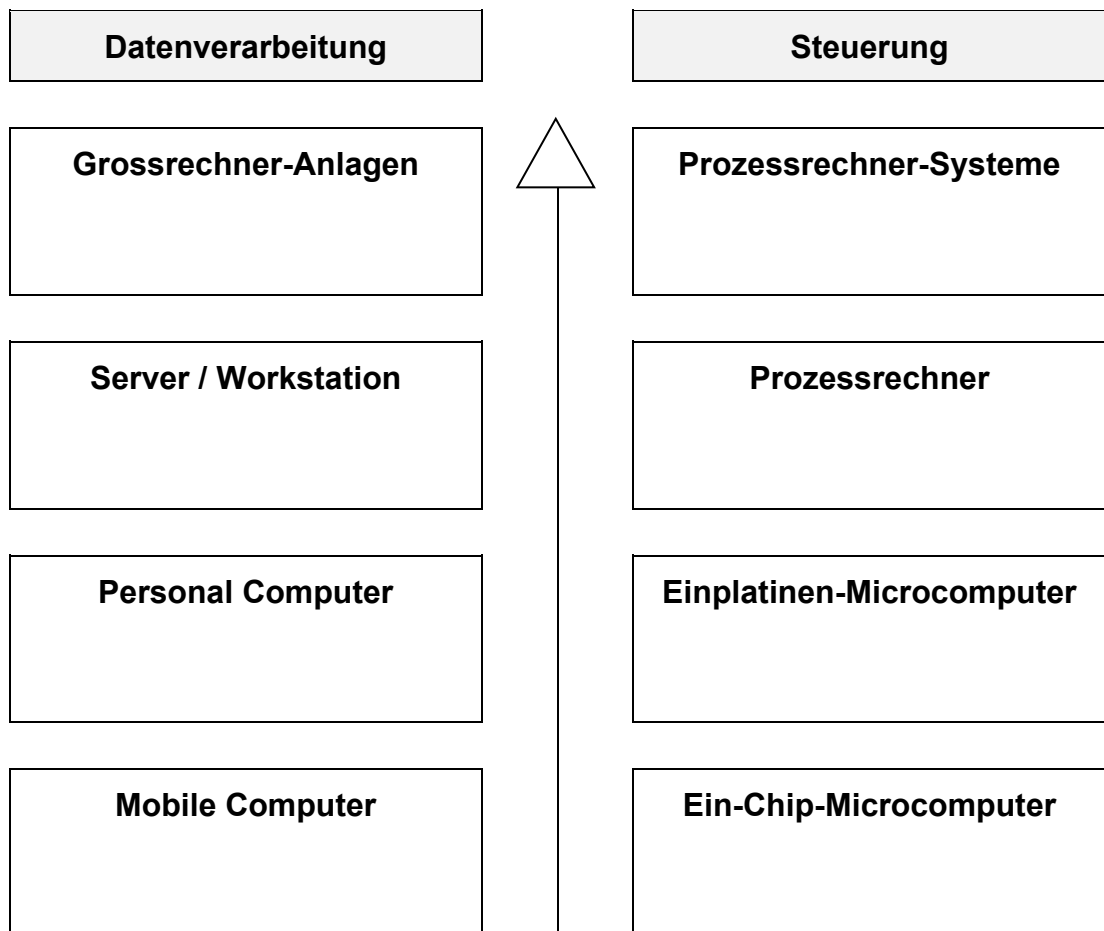 Datenverarbeitung
Steuerung
Grossrechner-Anlagen
Prozessrechner-Systeme
Server / Workstation
Prozessrechner
Personal Computer
Einplatinen-Microcomputer
Mobile Computer
Ein-Chip-Microcomputer